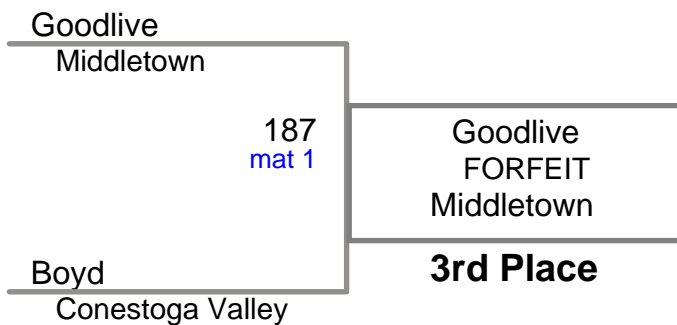 Goodlive
Middletown
187
mat 1
Goodlive
FORFEIT
Middletown
3rd Place
Boyd
Conestoga Valley